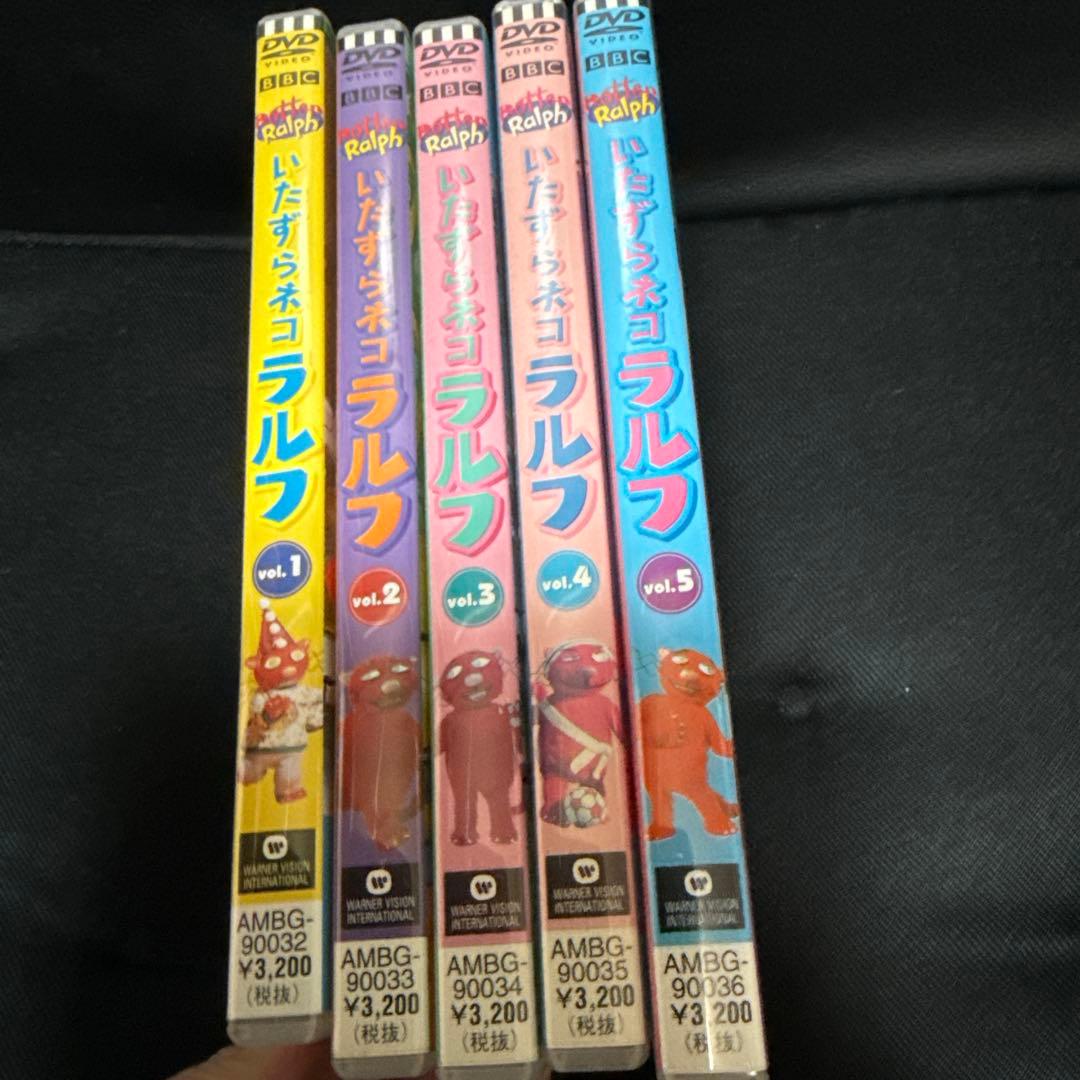 DVD
VIDEO
BBC
Rotten
Ralph
いたずらネコ
ラルフ
vol.1
WARNER VISION
INTERNATIONAL
AMBG-
90032
¥3,200
(税抜)
DVD
VIDEO
BBC
Rotten
Ralph
いたずらネコ
ラルフ
vol.2
WARNER VISION
INTERNATIONAL
AMBG-
90033
¥3,200
(税抜)
DVD
VIDEO
BBC
Rotten
Ralph
いたずらネコ
ラルフ
vol.3
WARNER VISION
INTERNATIONAL
AMBG-
90034
¥3,200
(税抜)
DVD
VIDEO
BBC
Rotten
Ralph
いたずらネコ
ラルフ
vol.4
WARNER VISION
INTERNATIONAL
AMBG-
90035
¥3,200
(税抜)
DVD
VIDEO
BBC
Rotten
Ralph
いたずらネコ
ラルフ
vol.5
WARNER VISION
INTERNATIONAL
AMBG-
90036
¥3,200
(税抜)